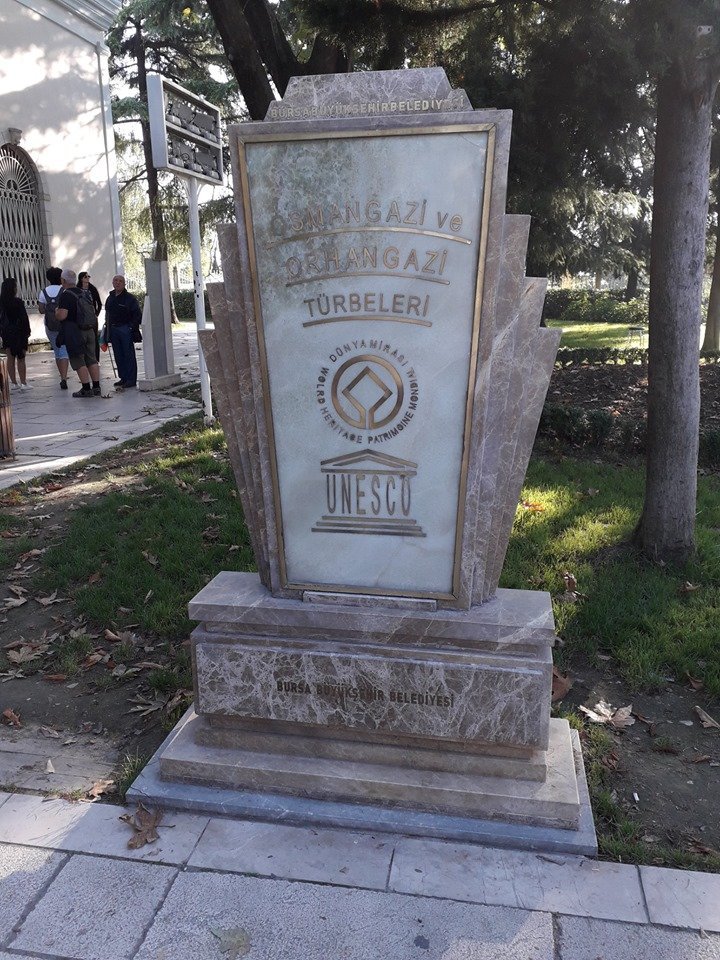 BURSA BÜYÜKŞEHİR BELEDİYESİ
OSMANGAZİ ve
ORHANGAZİ
TÜRBELERİ
DÜNYA MİRASI
WOLRD HERITAGE PATRIMOINE MONDIAL
UNESCO
BURSA BÜYÜKŞEHİR BELEDİYESİ